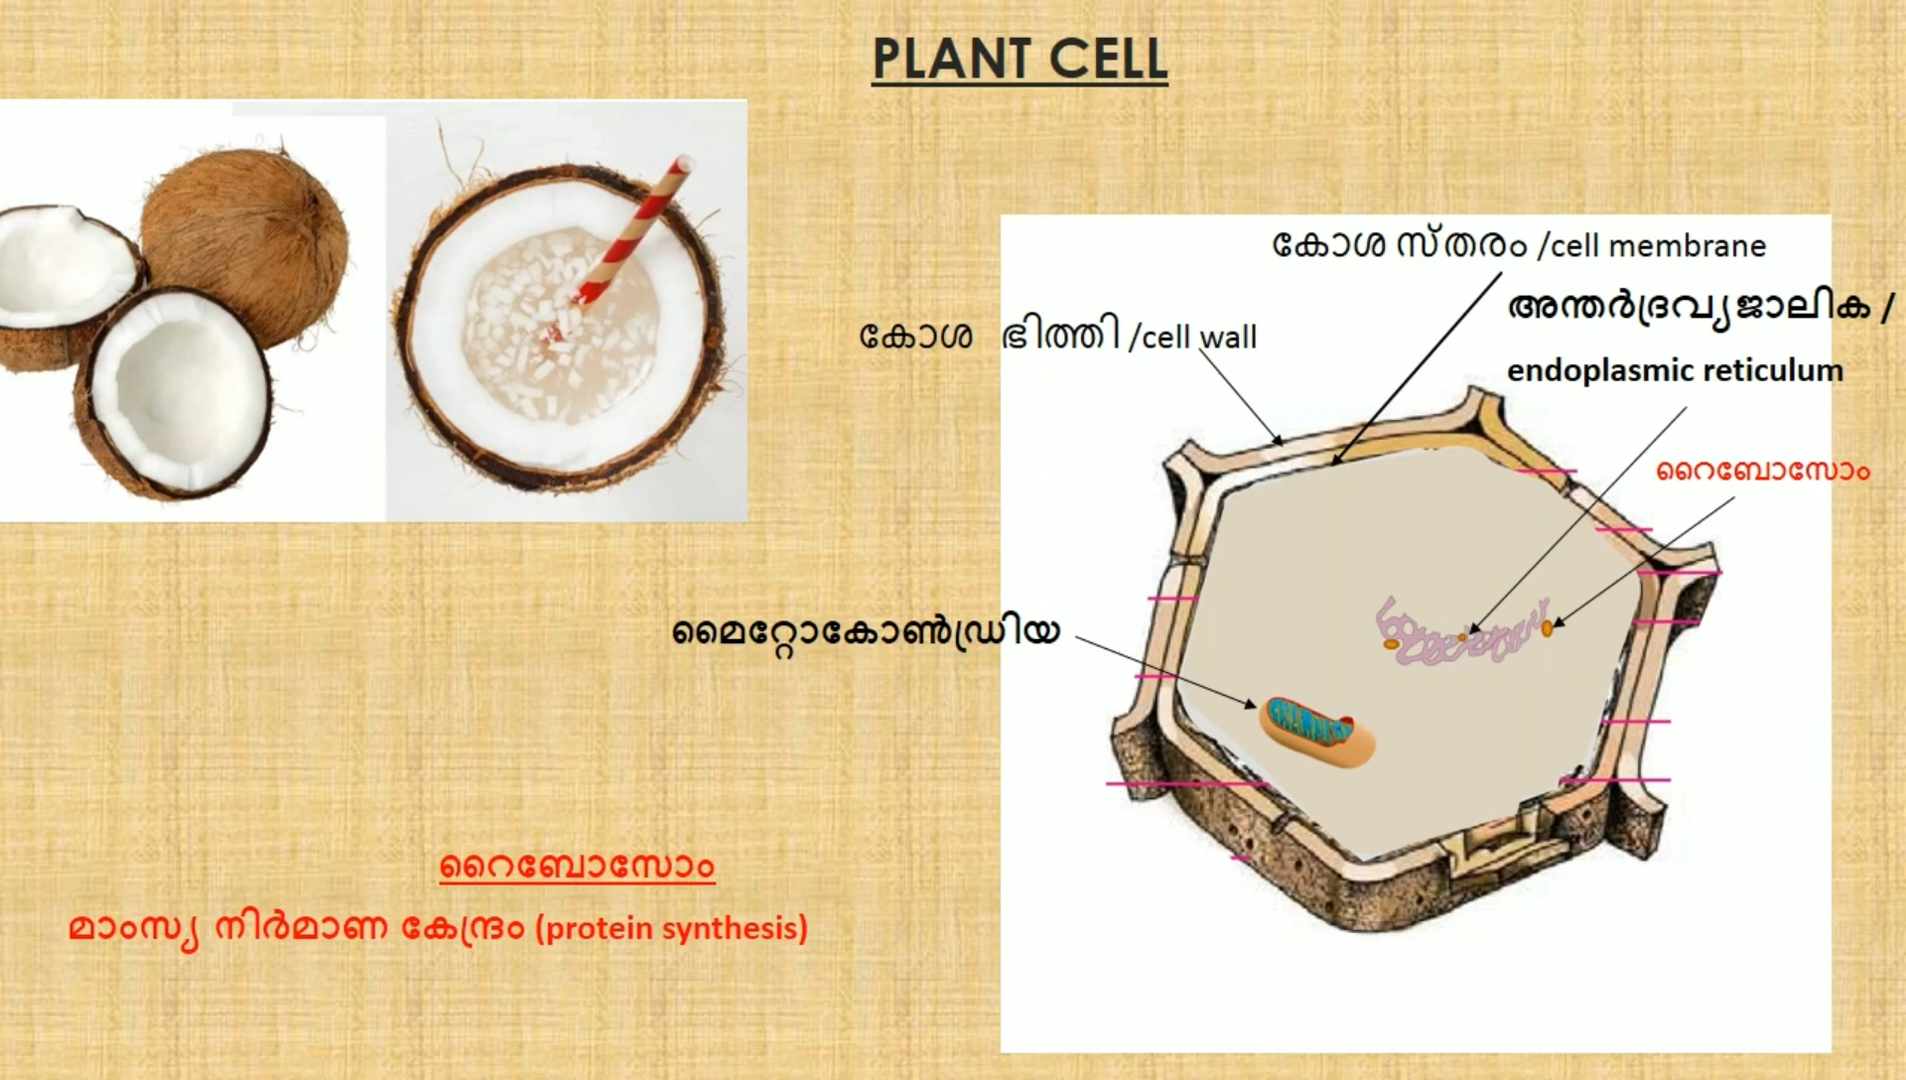 PLANT CELL
കോശ സ്തരം /cell membrane
അന്തർദ്രവ്യജാലിക /
endoplasmic reticulum
കോശ ഭിത്തി /cell wall
റൈബോസോം
മൈറ്റോകോൺഡ്രിയ
റൈബോസോം
മാംസ്യ നിർമാണ കേന്ദ്രം (protein synthesis)